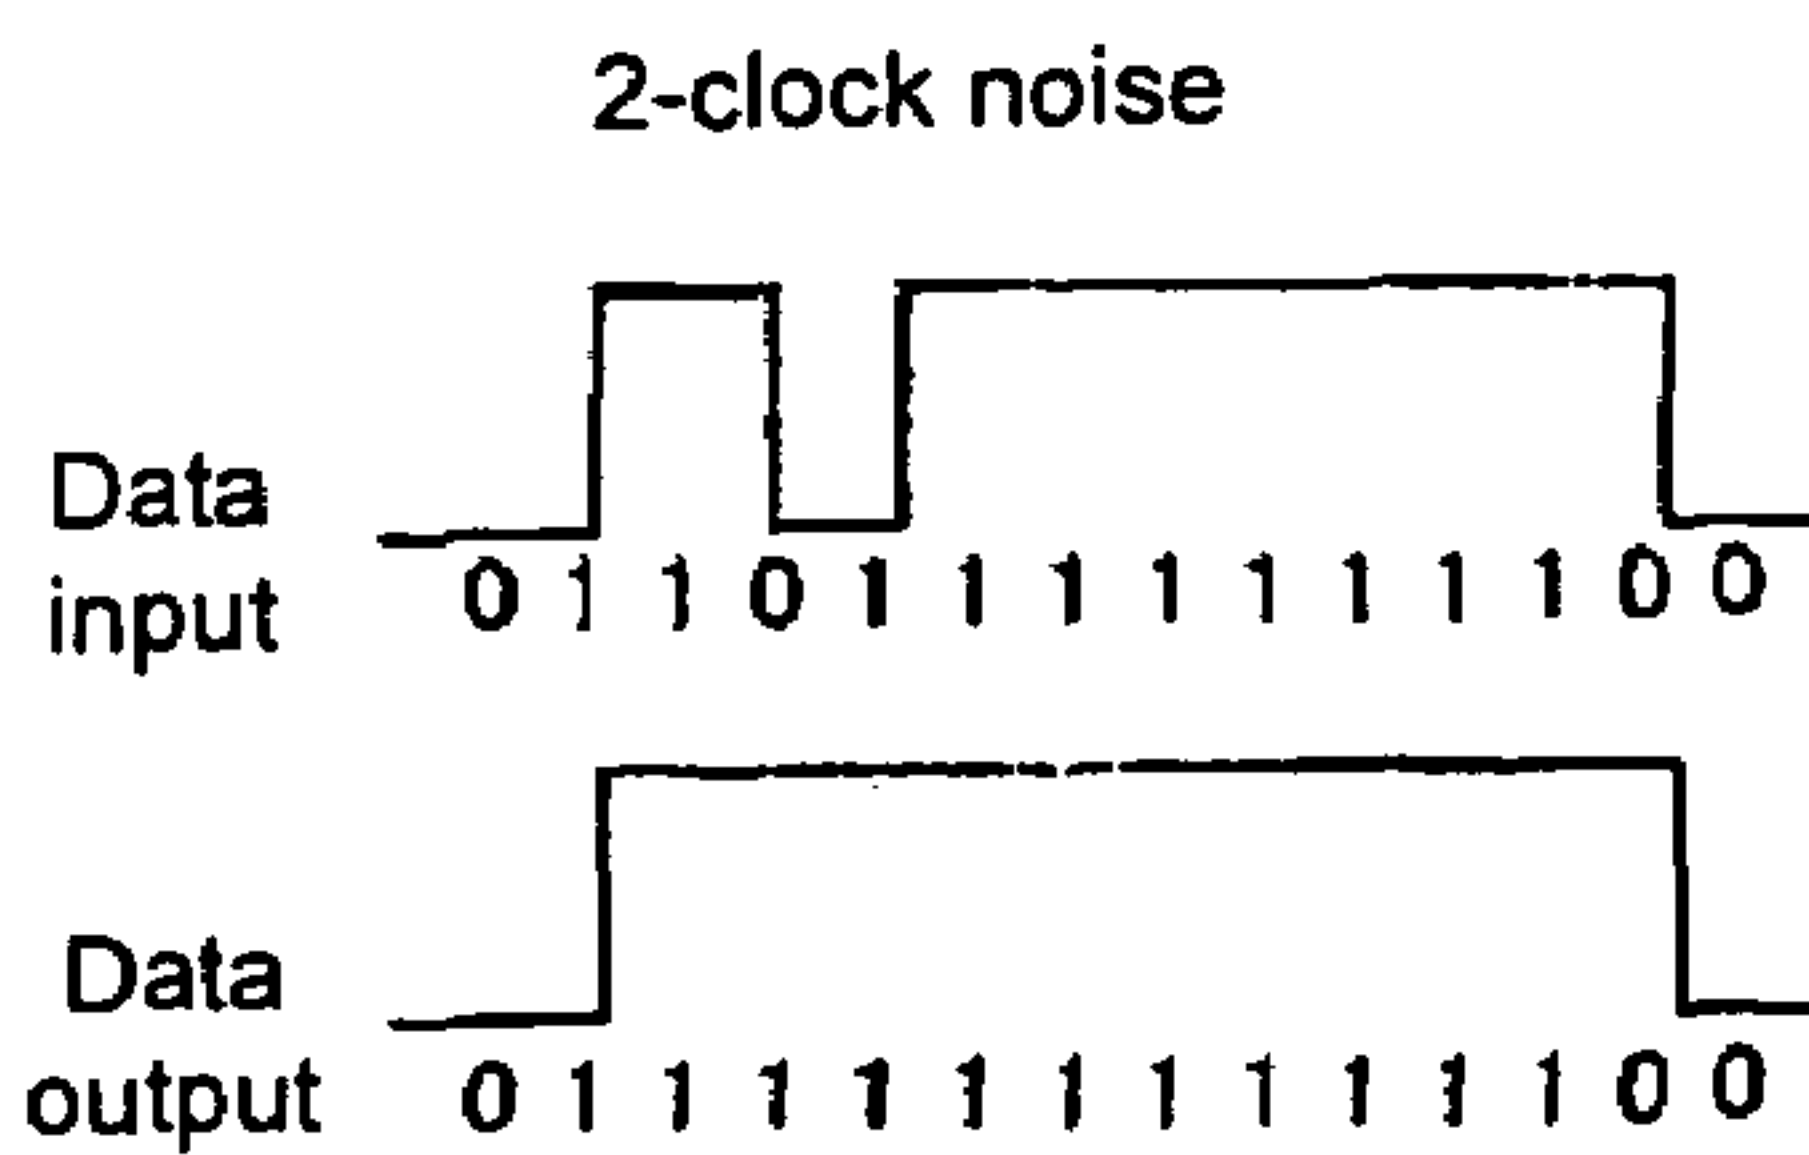 2-clock noise
Data
input
0 1 1 0 1 1 1 1 1 1 1 1 0 0
Data
output
0 1 1 1 1 1 1 1 1 1 1 1 0 0